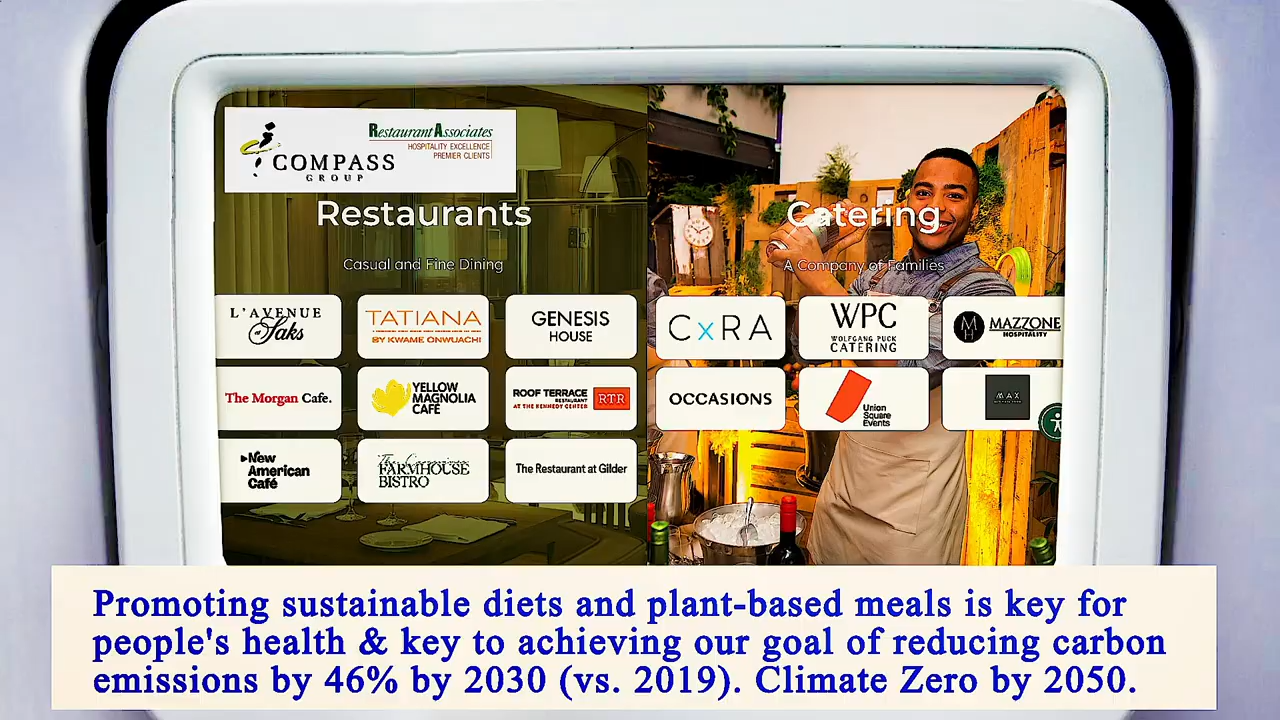 COMPASS
GROUP
Restaurant Associates
HOSPITALITY EXCELLENCE
PREMIER CLIENTS
Restaurants
Casual and Fine Dining
L'AVENUE
Saks
TATIANA
BY KWAME ONWUACHI
GENESIS
HOUSE
The Morgan Cafe.
YELLOW
MAGNOLIA
CAFÉ
ROOF TERRACE
RESTAURANT
AT THE KENNEDY CENTER
RTR
New
American
Café
FARMHOUSE
BISTRO
The Restaurant at Gilder
Catering
A Company of Families
CxRA
WPC
WOLFGANG PUCK
CATERING
MH
MAZZONE
HOSPITALITY
OCCASIONS
Union
Square
Events
MAX
Promoting sustainable diets and plant-based meals is key for
people's health & key to achieving our goal of reducing carbon
emissions by 46% by 2030 (vs. 2019). Climate Zero by 2050.